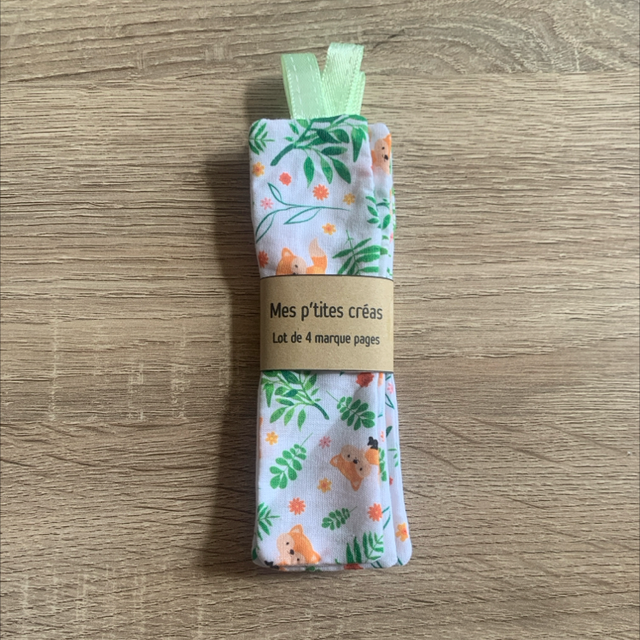 Mes p'tites créas
Lot de 4 marque pages